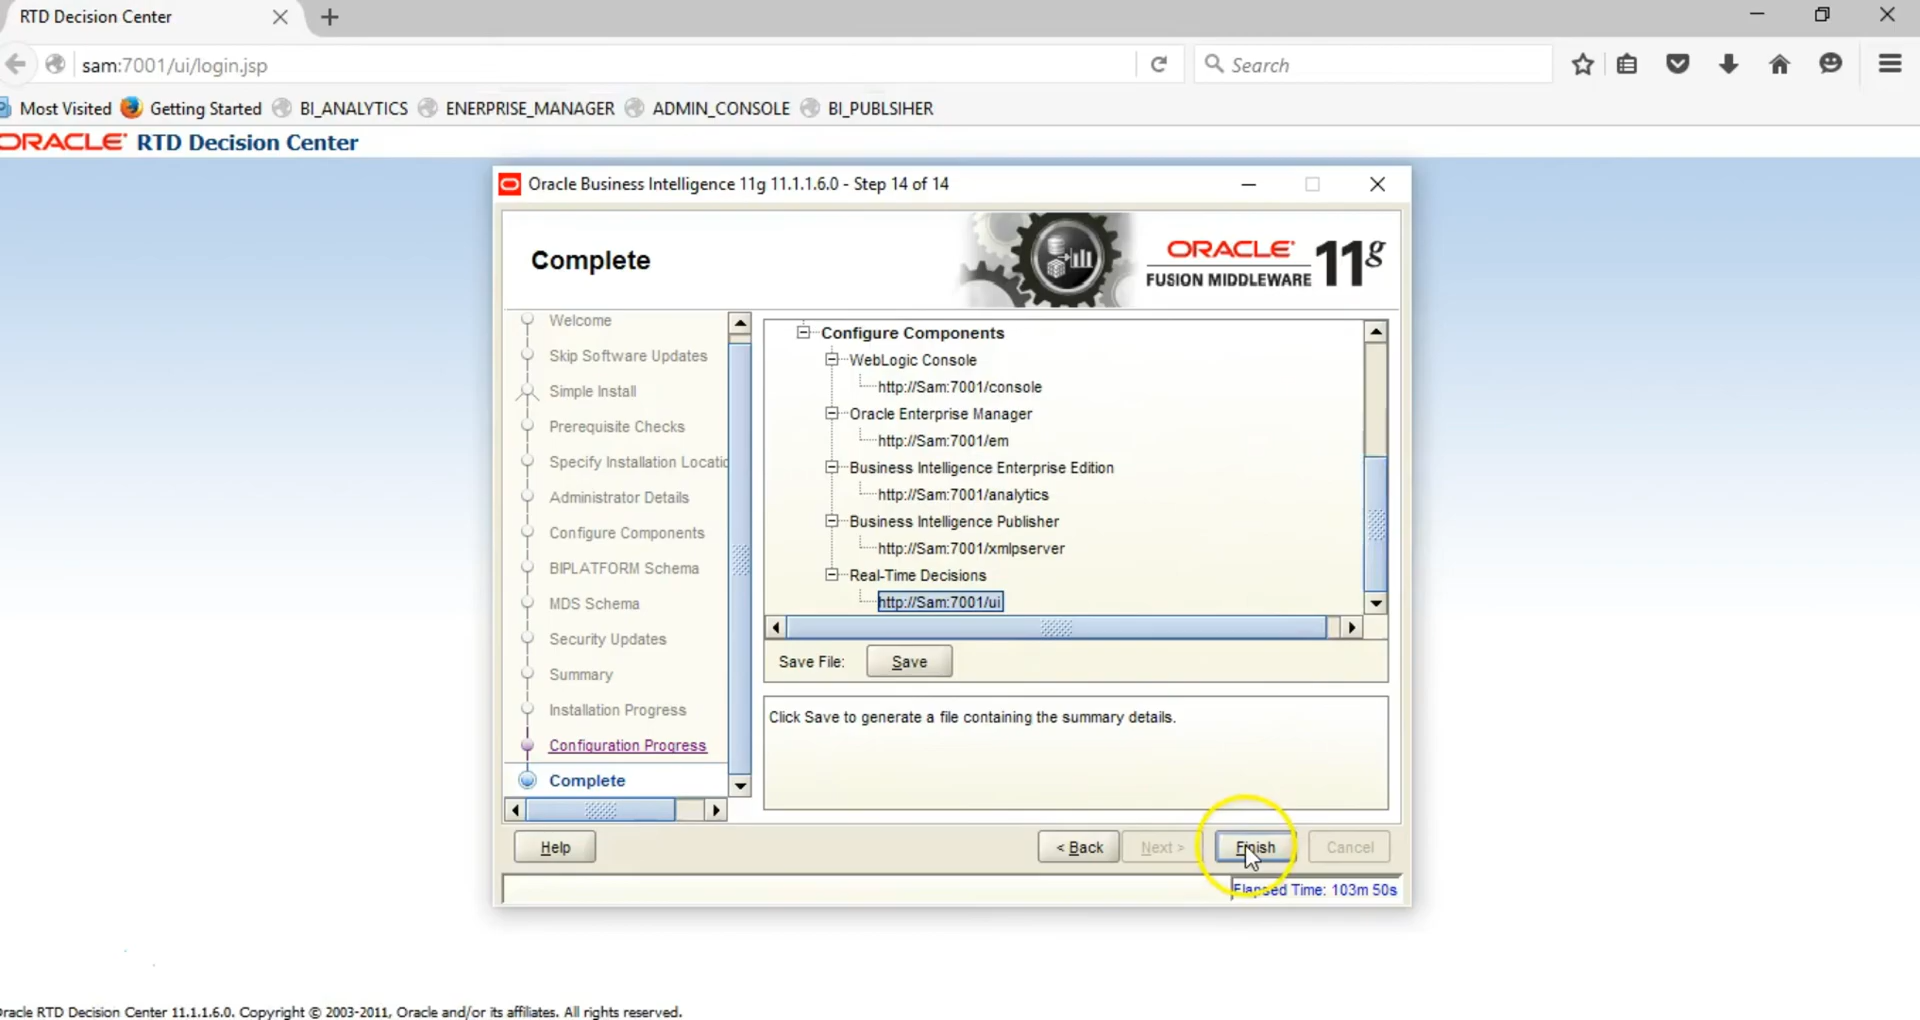 RTD Decision Center
sam:7001/ui/login.jsp
Search
Most Visited
Getting Started
BI_ANALYTICS
ENERPRISE_MANAGER
ADMIN_CONSOLE
BI_PUBLSIHER
ORACLE RTD Decision Center
Oracle Business Intelligence 11g 11.1.1.6.0 - Step 14 of 14
Complete
ORACLE
FUSION MIDDLEWARE
11g
Welcome
Skip Software Updates
Simple Install
Prerequisite Checks
Specify Installation Locatio
Administrator Details
Configure Components
BIPLATFORM Schema
MDS Schema
Security Updates
Summary
Installation Progress
Configuration Progress
Complete
Configure Components
WebLogic Console
http://Sam:7001/console
Oracle Enterprise Manager
http://Sam:7001/em
Business Intelligence Enterprise Edition
http://Sam:7001/analytics
Business Intelligence Publisher
http://Sam:7001/xmlpserver
Real-Time Decisions
http://Sam:7001/ui
Save File:
Save
Click Save to generate a file containing the summary details.
Help
< Back
Next >
Finish
Cancel
Elapsed Time: 103m 50s
racle RTD Decision Center 11.1.1.6.0. Copyright © 2003-2011, Oracle and/or its affiliates. All rights reserved.